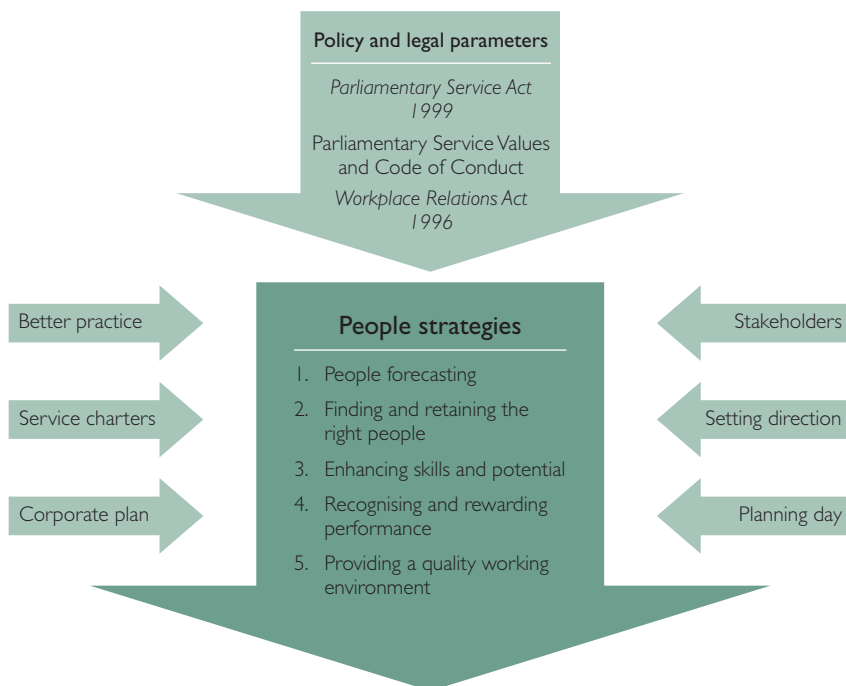 Policy and legal parameters
Parliamentary Service Act
1999
Parliamentary Service Values
and Code of Conduct
Workplace Relations Act
1996
Better practice
Service charters
Corporate plan
People strategies
1. People forecasting
2. Finding and retaining the
right people
3. Enhancing skills and potential
4. Recognising and rewarding
performance
5. Providing a quality working
environment
Stakeholders
Setting direction
Planning day